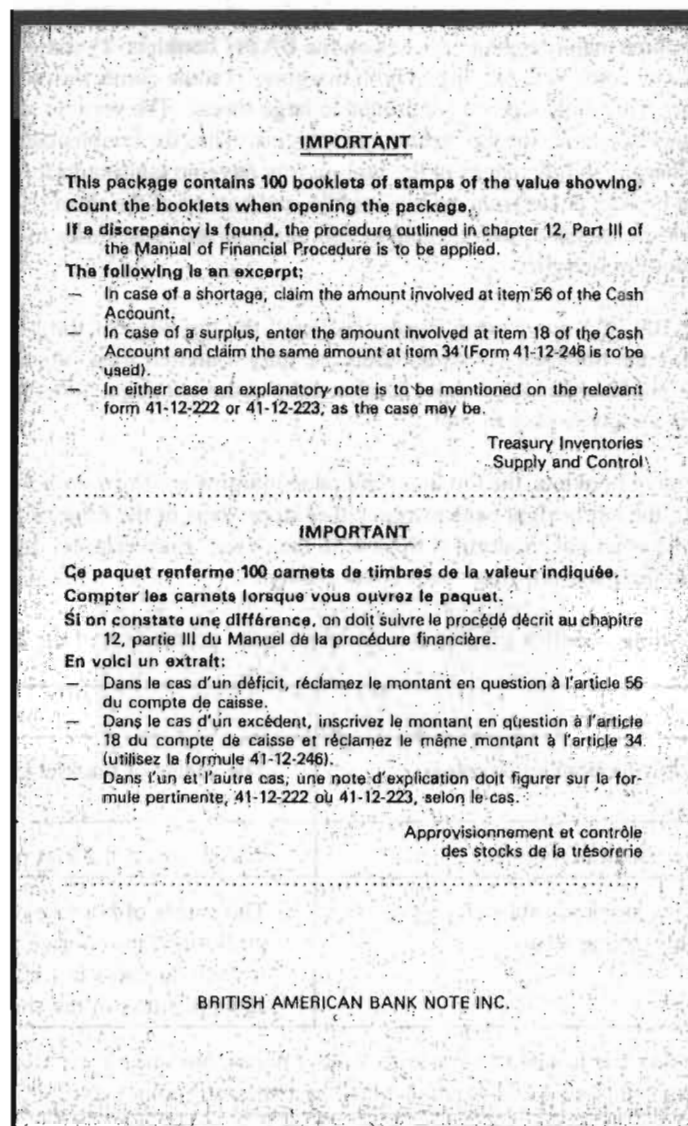 IMPORTANT
This package contains 100 booklets of stamps of the value showing.
Count the booklets when opening the package.
If a discrepancy is found, the procedure outlined in chapter 12, Part III of
the Manual of Financial Procedure is to be applied.
The following is an excerpt:
— In case of a shortage, claim the amount involved at item 56 of the Cash
Account.
— In case of a surplus, enter the amount involved at item 18 of the Cash
Account and claim the same amount at item 34 (Form 41-12-246 is to be
used).
— In either case an explanatory note is to be mentioned on the relevant
form 41-12-222 or 41-12-223, as the case may be.
Treasury Inventories
Supply and Control
IMPORTANT
Ce paquet renferme 100 carnets de timbres de la valeur indiquée.
Compter les carnets lorsque vous ouvrez le paquet.
Si on constate une différence, on doit suivre le procédé décrit au chapitre
12, partie III du Manuel de la procédure financière.
En voici un extrait:
— Dans le cas d'un déficit, réclamez le montant en question à l'article 56
du compte de caisse.
— Dans le cas d'un excédent, inscrivez le montant en question à l'article
18 du compte de caisse et réclamez le même montant à l'article 34
(utilisez la formule 41-12-246).
— Dans l'un et l'autre cas, une note d'explication doit figurer sur la for-
mule pertinente, 41-12-222 ou 41-12-223, selon le cas.
Approvisionnement et contrôle
des stocks de la trésorerie
BRITISH AMERICAN BANK NOTE INC.